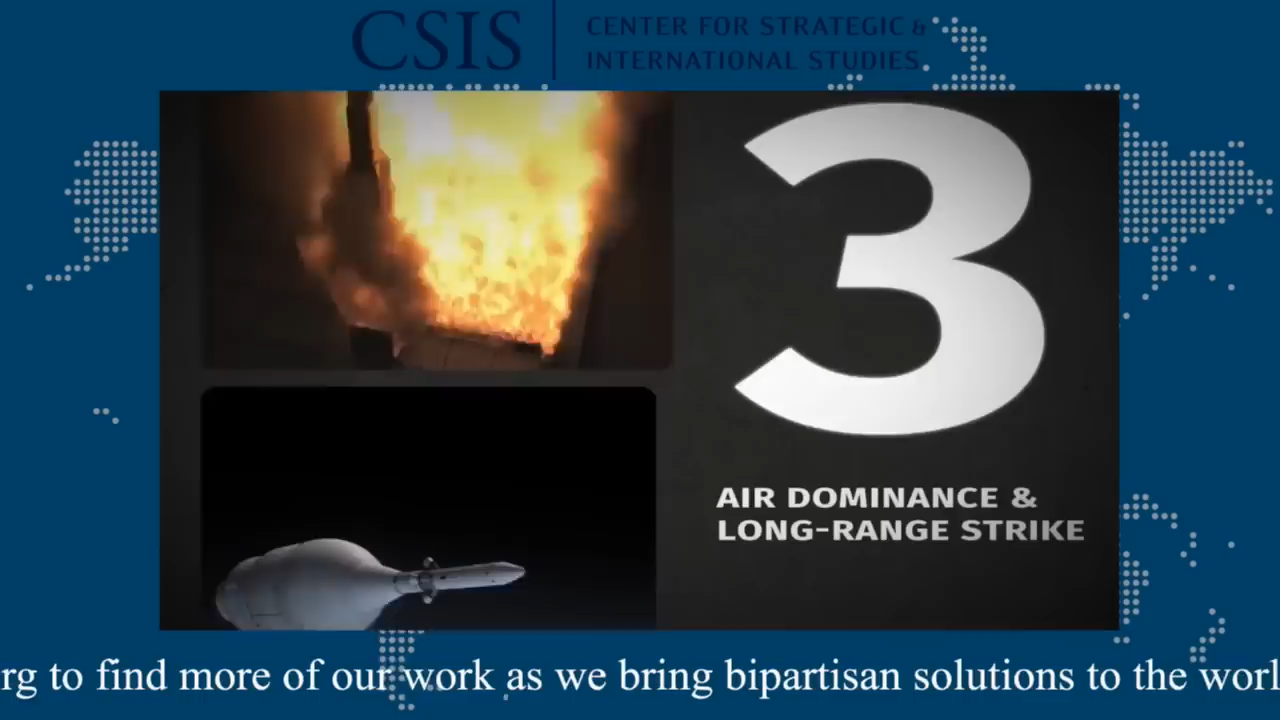 CSIS
CENTER FOR STRATEGIC &
INTERNATIONAL STUDIES
3
AIR DOMINANCE &
LONG-RANGE STRIKE
rg to find more of our work as we bring bipartisan solutions to the worl